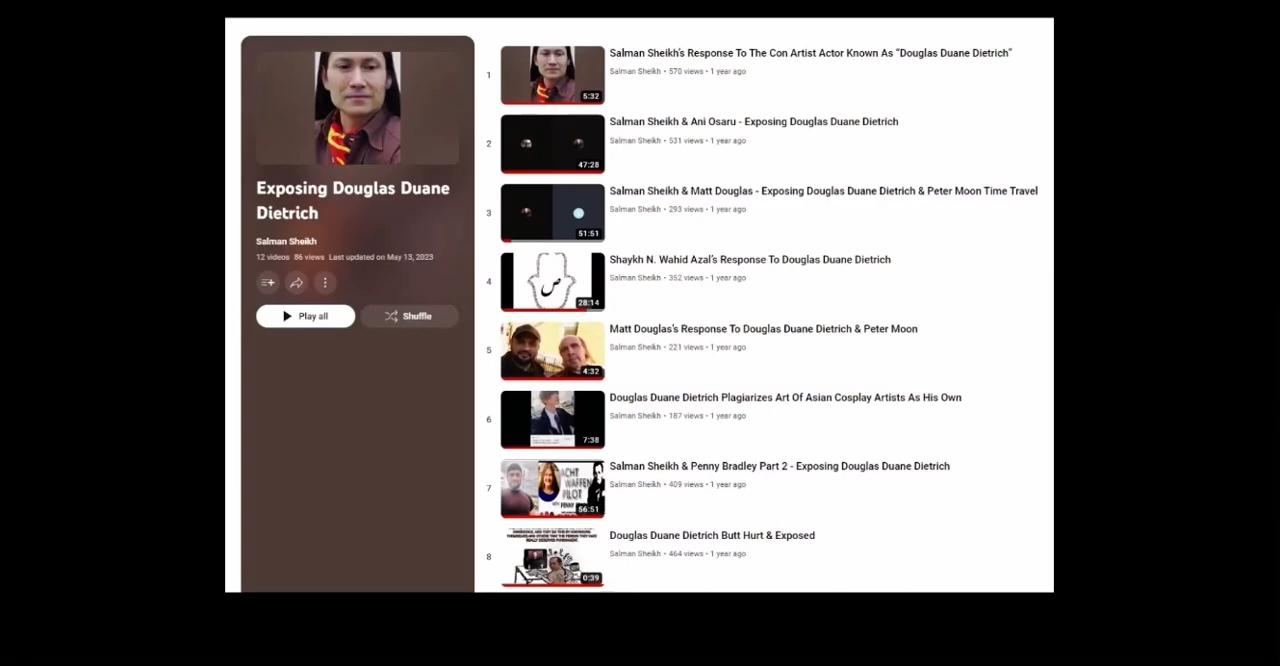 Exposing Douglas Duane
Dietrich
Salman Sheikh
12 videos 86 views Last updated on May 13, 2023
Play all
Shuffle
1
5:32
Salman Sheikh's Response To The Con Artist Actor Known As “Douglas Duane Dietrich”
Salman Sheikh • 570 views • 1 year ago
2
47:28
Salman Sheikh & Ani Osaru - Exposing Douglas Duane Dietrich
Salman Sheikh • 531 views • 1 year ago
3
51:51
Salman Sheikh & Matt Douglas - Exposing Douglas Duane Dietrich & Peter Moon Time Travel
Salman Sheikh • 293 views • 1 year ago
4
ص
28:14
Shaykh N. Wahid Azal's Response To Douglas Duane Dietrich
Salman Sheikh • 352 views • 1 year ago
5
4:32
Matt Douglas's Response To Douglas Duane Dietrich & Peter Moon
Salman Sheikh • 221 views • 1 year ago
6
7:38
Douglas Duane Dietrich Plagiarizes Art Of Asian Cosplay Artists As His Own
Salman Sheikh • 187 views • 1 year ago
7
ACHT
WAFFEN
PILOT
56:51
Salman Sheikh & Penny Bradley Part 2 - Exposing Douglas Duane Dietrich
Salman Sheikh • 409 views • 1 year ago
8
0:39
Douglas Duane Dietrich Butt Hurt & Exposed
Salman Sheikh • 464 views • 1 year ago